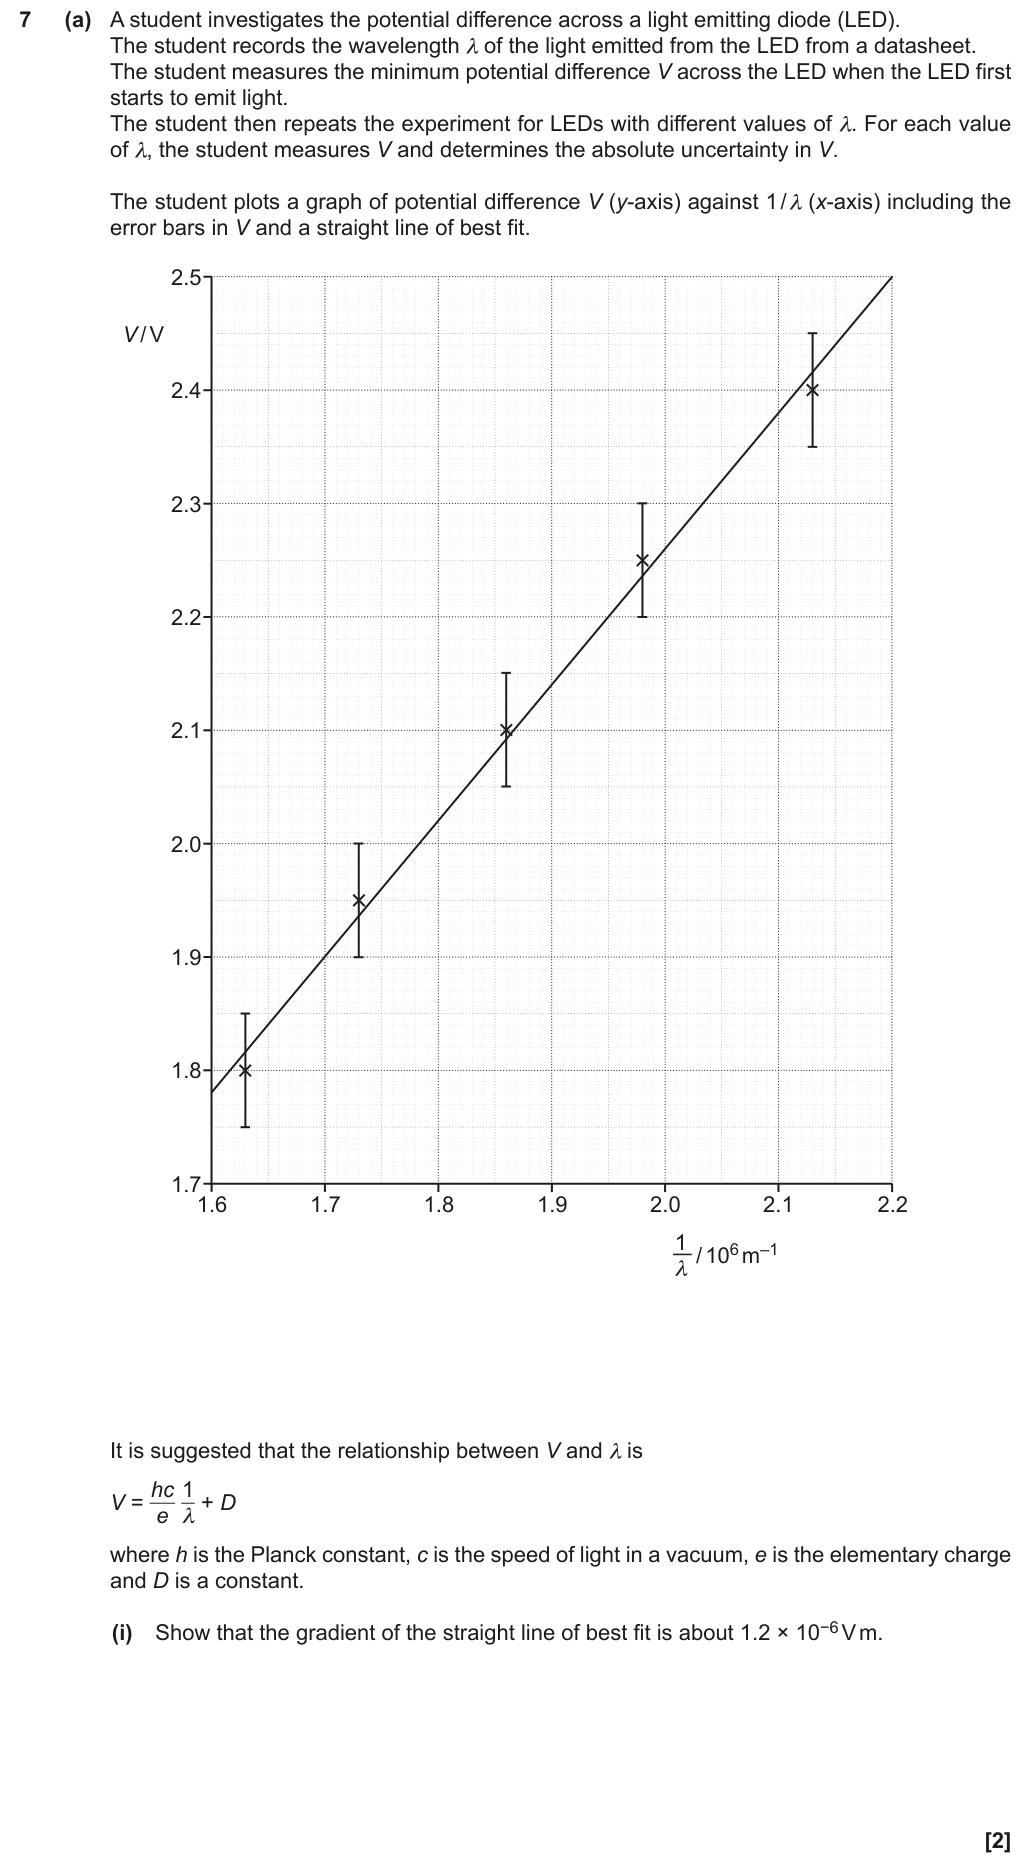 7 (a) A student investigates the potential difference across a light emitting diode (LED).
The student records the wavelength λ of the light emitted from the LED from a datasheet.
The student measures the minimum potential difference V across the LED when the LED first
starts to emit light.
The student then repeats the experiment for LEDs with different values of λ. For each value
of λ, the student measures V and determines the absolute uncertainty in V.
The student plots a graph of potential difference V (y-axis) against 1/λ (x-axis) including the
error bars in V and a straight line of best fit.
2.5
V/V
2.4
2.3
2.2
2.1
2.0
1.9
1.8
1.7
1.6 1.7 1.8 1.9 2.0 2.1 2.2
1/λ / 10⁶ m⁻¹
It is suggested that the relationship between V and λ is
V = hc/e 1/λ + D
where h is the Planck constant, c is the speed of light in a vacuum, e is the elementary charge
and D is a constant.
(i) Show that the gradient of the straight line of best fit is about 1.2 × 10⁻⁶ V m.
[2]